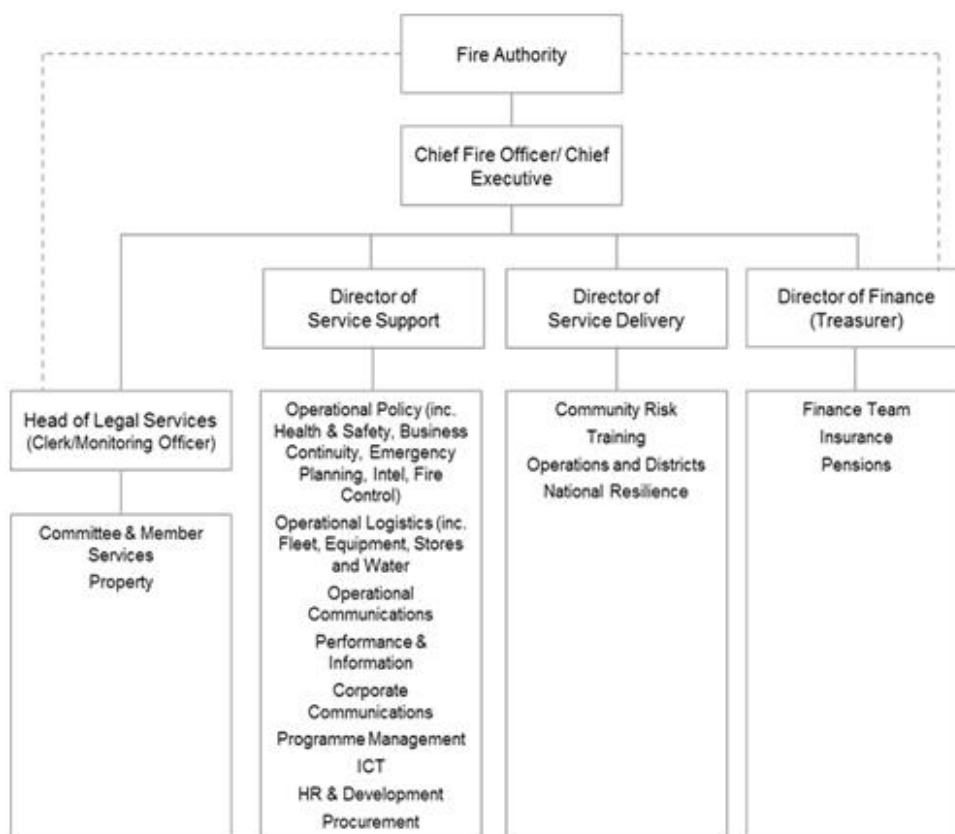 Fire Authority
Chief Fire Officer/ Chief
Executive
Director of
Service Support
Director of
Service Delivery
Director of Finance
(Treasurer)
Head of Legal Services
(Clerk/Monitoring Officer)
Committee & Member
Services
Property
Operational Policy (inc.
Health & Safety, Business
Continuity, Emergency
Planning, Intel, Fire
Control)
Operational Logistics (inc.
Fleet, Equipment, Stores
and Water
Operational
Communications
Performance &
Information
Corporate
Communications
Programme Management
ICT
HR & Development
Procurement
Community Risk
Training
Operations and Districts
National Resilience
Finance Team
Insurance
Pensions